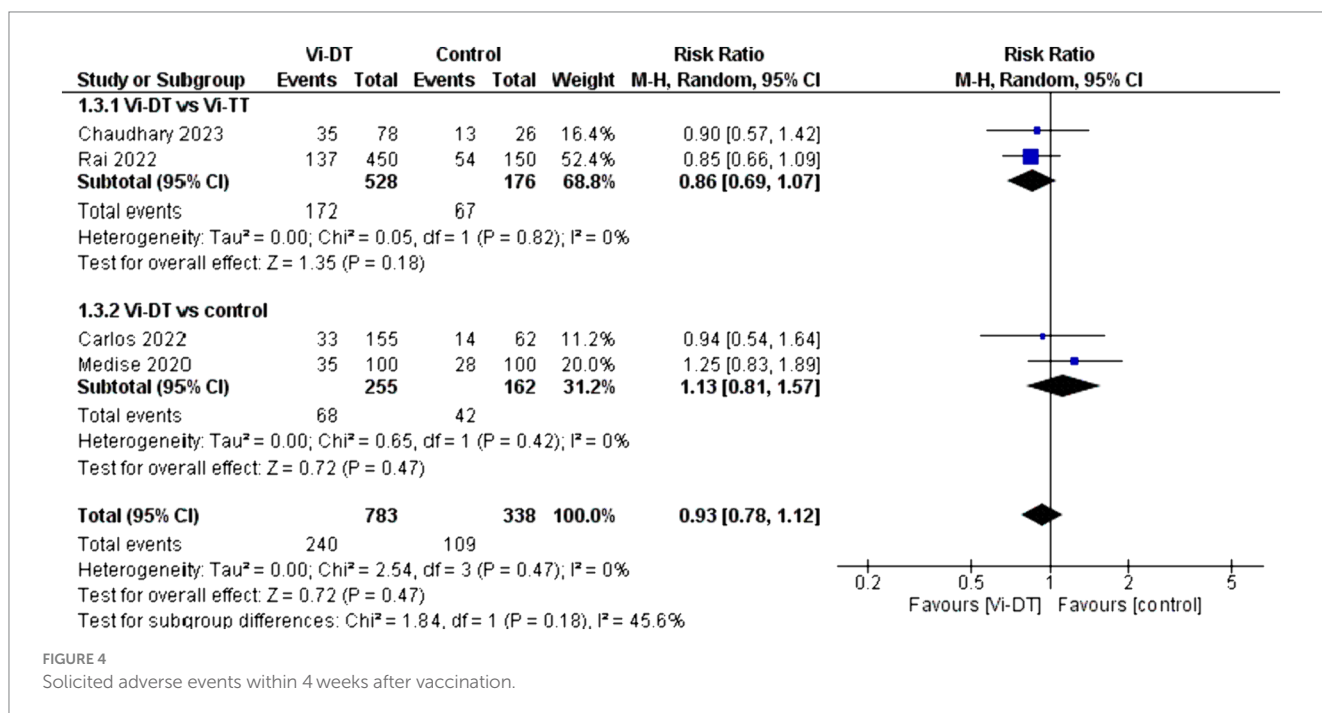 Vi-DT Control Risk Ratio Risk Ratio
Study or Subgroup Events Total Events Total Weight M-H, Random, 95% CI M-H, Random, 95% CI
1.3.1 Vi-DT vs Vi-TT
Chaudhary 2023 35 78 13 26 16.4% 0.90 [0.57, 1.42]
Rai 2022 137 450 54 150 52.4% 0.85 [0.66, 1.09]
Subtotal (95% CI) 528 176 68.8% 0.86 [0.69, 1.07]
Total events 172 67
Heterogeneity: Tau² = 0.00; Chi² = 0.05, df = 1 (P = 0.82); I² = 0%
Test for overall effect: Z = 1.35 (P = 0.18)
1.3.2 Vi-DT vs control
Carlos 2022 33 155 14 62 11.2% 0.94 [0.54, 1.64]
Medise 2020 35 100 28 100 20.0% 1.25 [0.83, 1.89]
Subtotal (95% CI) 255 162 31.2% 1.13 [0.81, 1.57]
Total events 68 42
Heterogeneity: Tau² = 0.00; Chi² = 0.65, df = 1 (P = 0.42); I² = 0%
Test for overall effect: Z = 0.72 (P = 0.47)
Total (95% CI) 783 338 100.0% 0.93 [0.78, 1.12]
Total events 240 109
Heterogeneity: Tau² = 0.00; Chi² = 2.54, df = 3 (P = 0.47); I² = 0%
Test for overall effect: Z = 0.72 (P = 0.47)
Test for subgroup differences: Chi² = 1.84, df = 1 (P = 0.18), I² = 45.6%
0.2 0.5 1 2 5
Favours [Vi-DT] Favours [control]
FIGURE 4
Solicited adverse events within 4 weeks after vaccination.